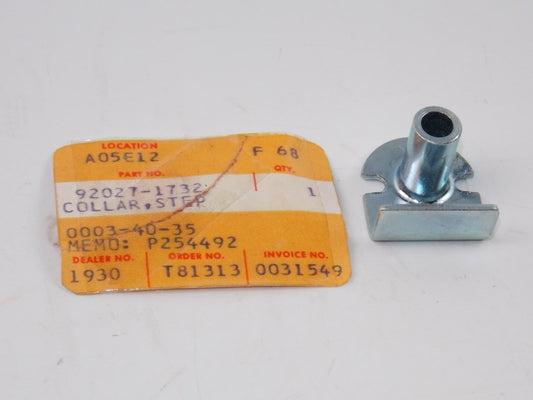 LOCATION
A05E12 F 68
PART NO. QTY.
92027-1732 1
COLLAR,STEP
0003-40-35
MEMO: P254492
DEALER NO. ORDER NO. INVOICE NO.
1930 T81313 0031549